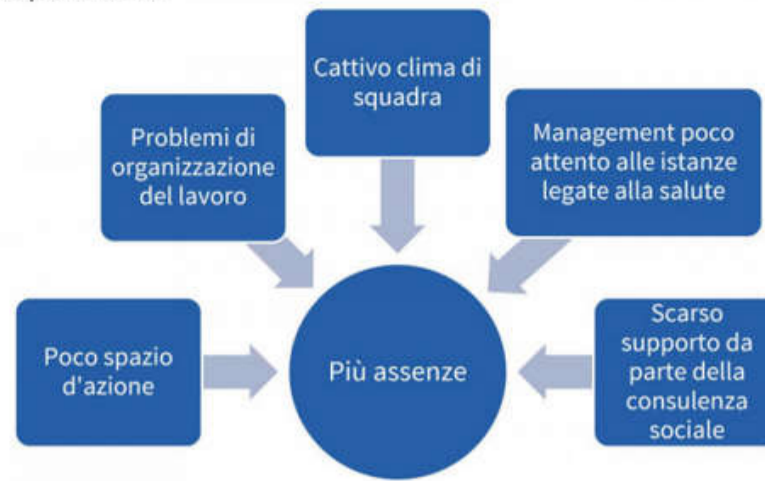 Cattivo clima di
squadra
Problemi di
organizzazione
del lavoro
Management poco
attento alle istanze
legate alla salute
Poco spazio
d'azione
Più assenze
Scarso
supporto da
parte della
consulenza
sociale